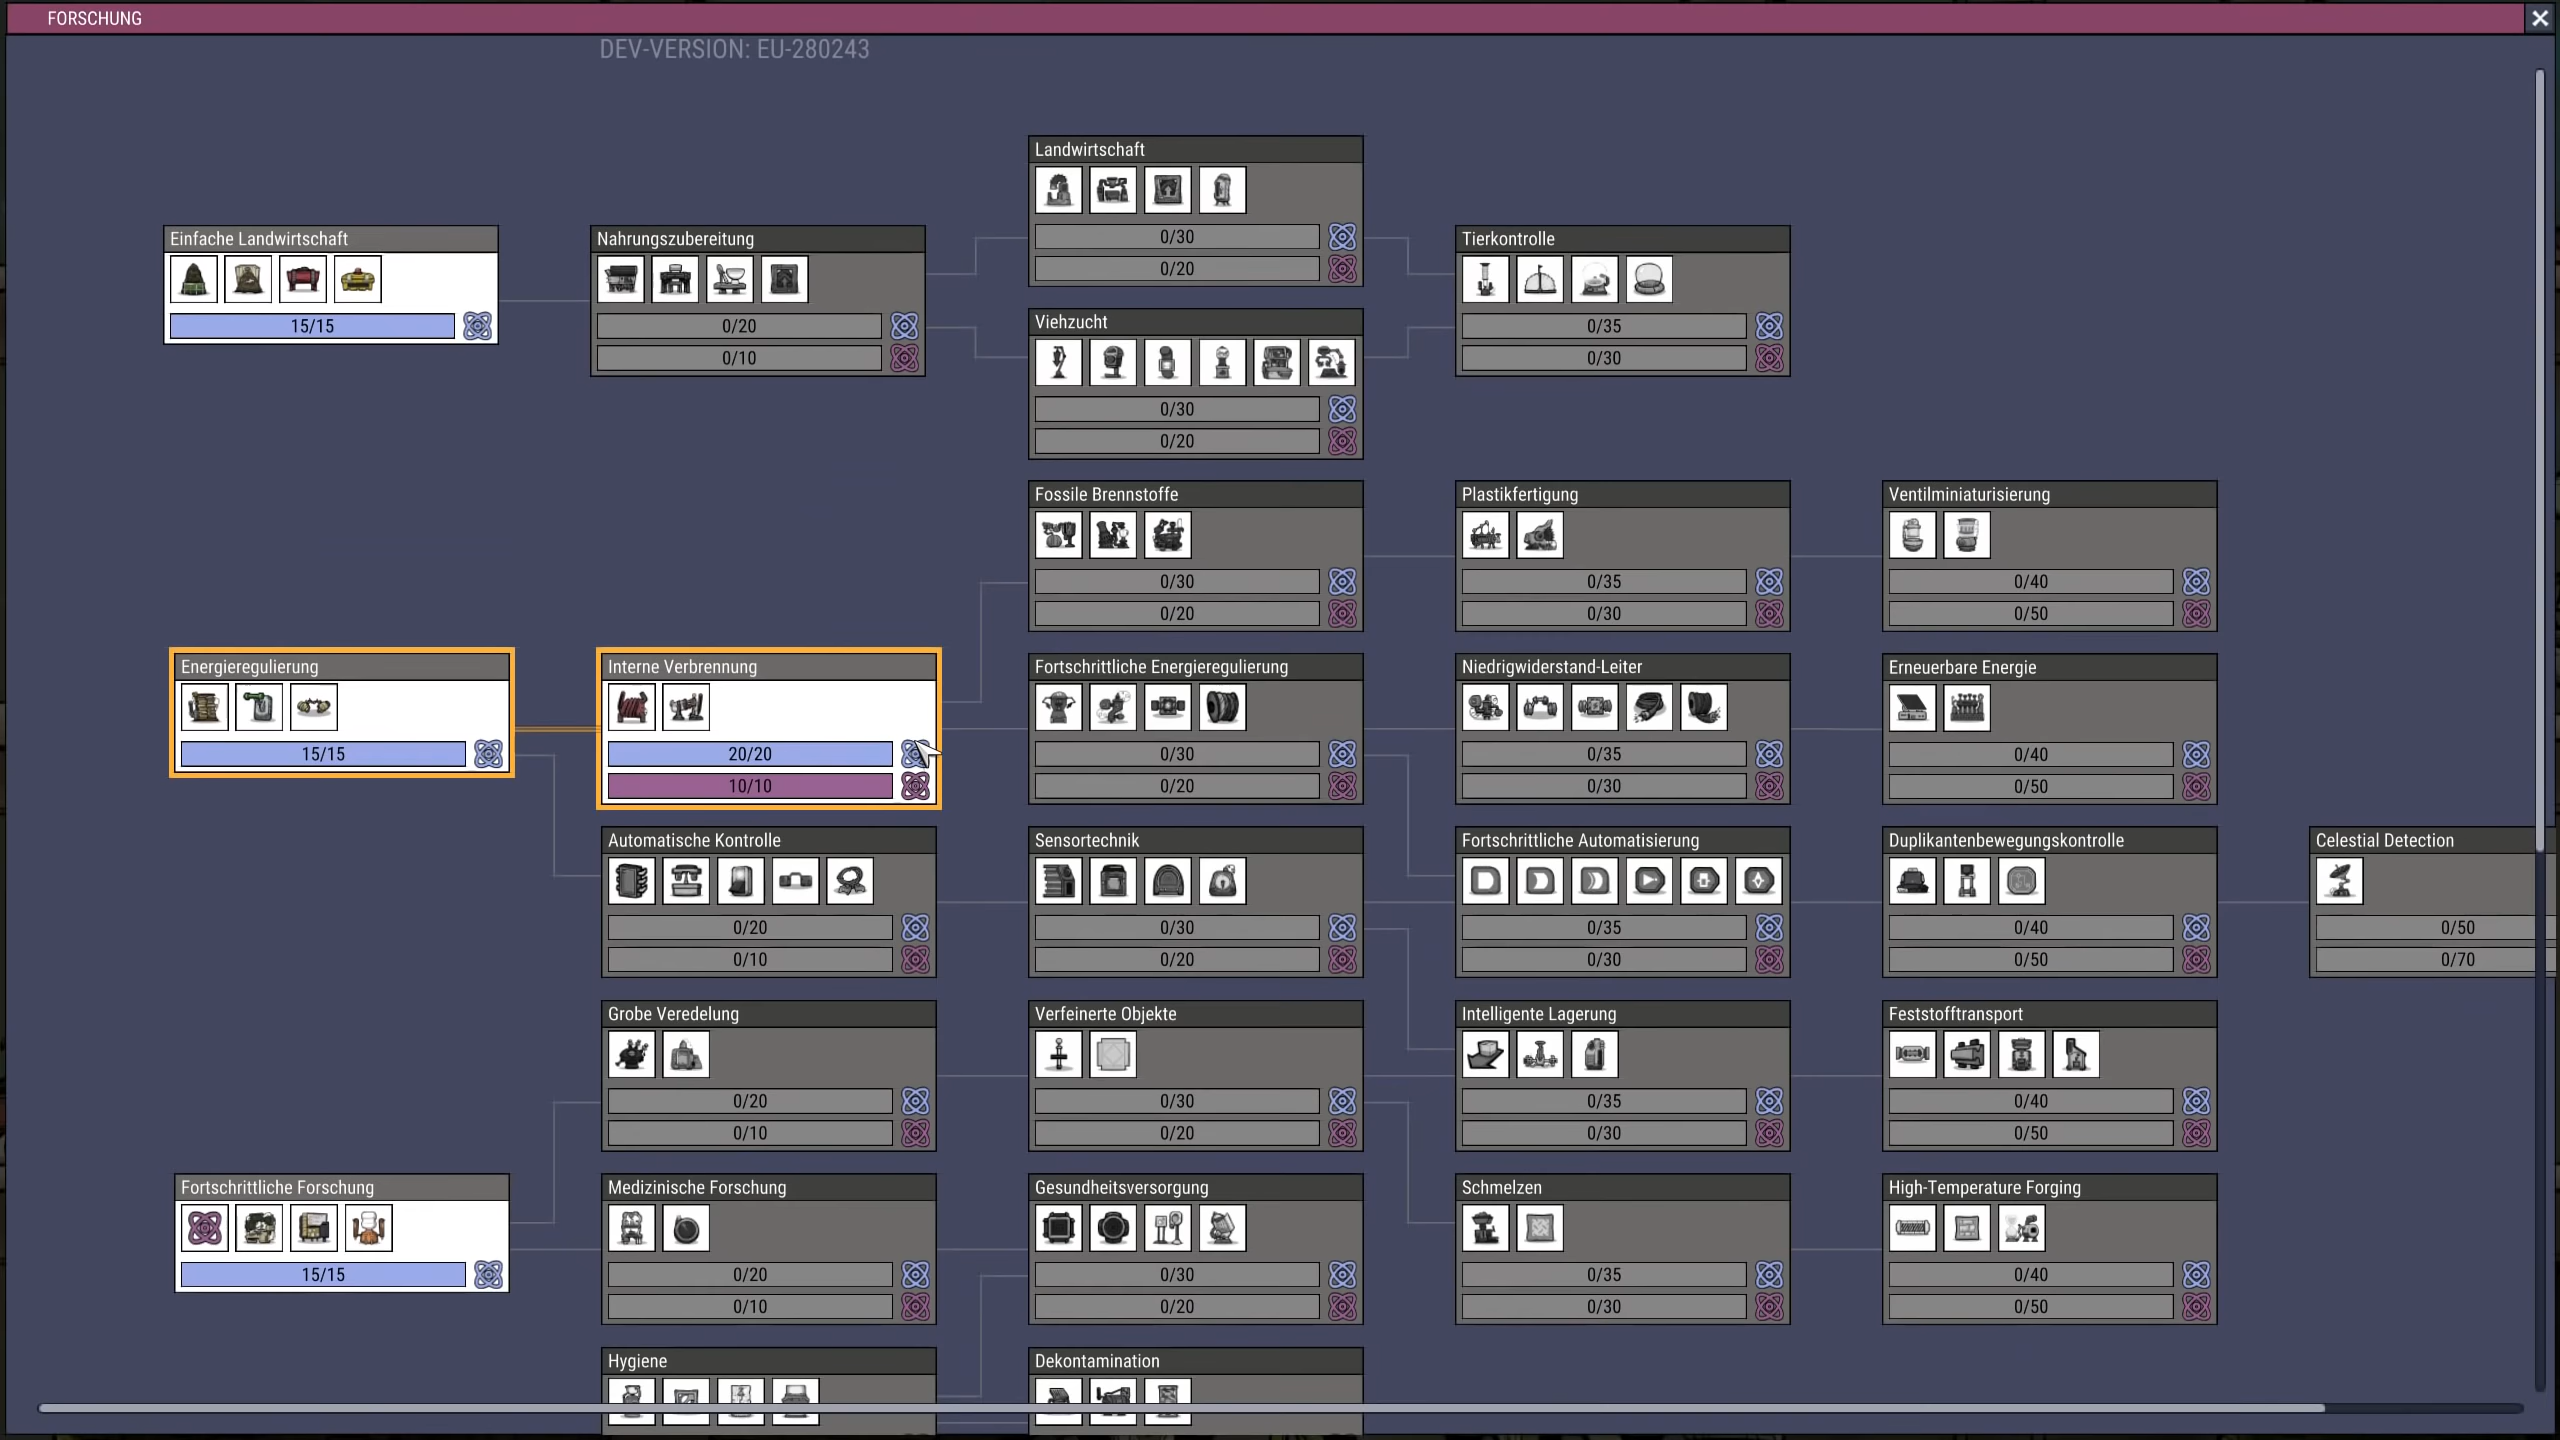 FORSCHUNG
DEV-VERSION: EU-280243
Landwirtschaft
0/30
0/20
Einfache Landwirtschaft
15/15
Nahrungszubereitung
0/20
0/10
Tierkontrolle
0/35
0/30
Viehzucht
0/30
0/20
Fossile Brennstoffe
0/30
0/20
Plastikfertigung
0/35
0/30
Ventilminiaturisierung
0/40
0/50
Energieregulierung
15/15
Interne Verbrennung
20/20
10/10
Fortschrittliche Energieregulierung
0/30
0/20
Niedrigwiderstand-Leiter
0/35
0/30
Erneuerbare Energie
0/40
0/50
Automatische Kontrolle
0/20
0/10
Sensortechnik
0/30
0/20
Fortschrittliche Automatisierung
0/35
0/30
Duplikantenbewegungskontrolle
0/40
0/50
Celestial Detection
0/50
0/70
Grobe Veredelung
0/20
0/10
Verfeinerte Objekte
0/30
0/20
Intelligente Lagerung
0/35
0/30
Feststofftransport
0/40
0/50
Fortschrittliche Forschung
15/15
Medizinische Forschung
0/20
0/10
Gesundheitsversorgung
0/30
0/20
Schmelzen
0/35
0/30
High-Temperature Forging
0/40
0/50
Hygiene
Dekontamination